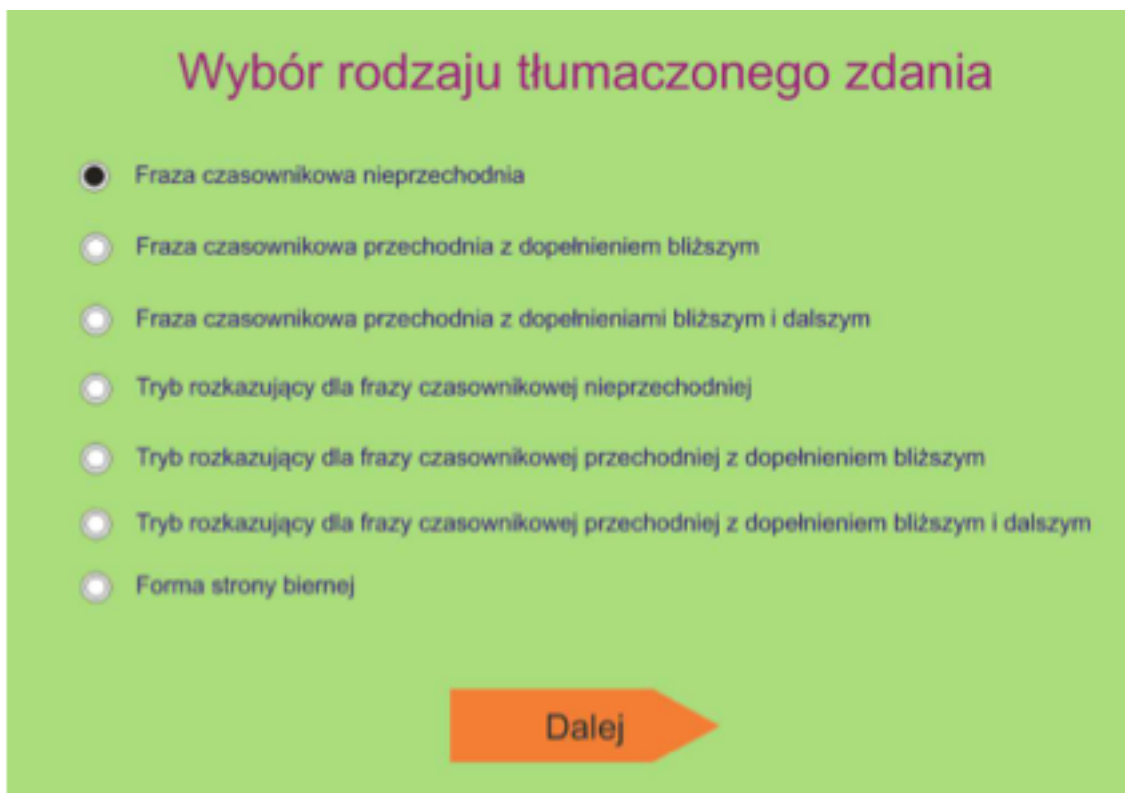 Wybór rodzaju tłumaczonego zdania
Fraza czasownikowa nieprzechodnia
Fraza czasownikowa przechodnia z dopełnieniem bliższym
Fraza czasownikowa przechodnia z dopełnieniami bliższym i dalszym
Tryb rozkazujący dla frazy czasownikowej nieprzechodniej
Tryb rozkazujący dla frazy czasownikowej przechodniej z dopełnieniem bliższym
Tryb rozkazujący dla frazy czasownikowej przechodniej z dopełnieniem bliższym i dalszym
Forma strony biernej
Dalej